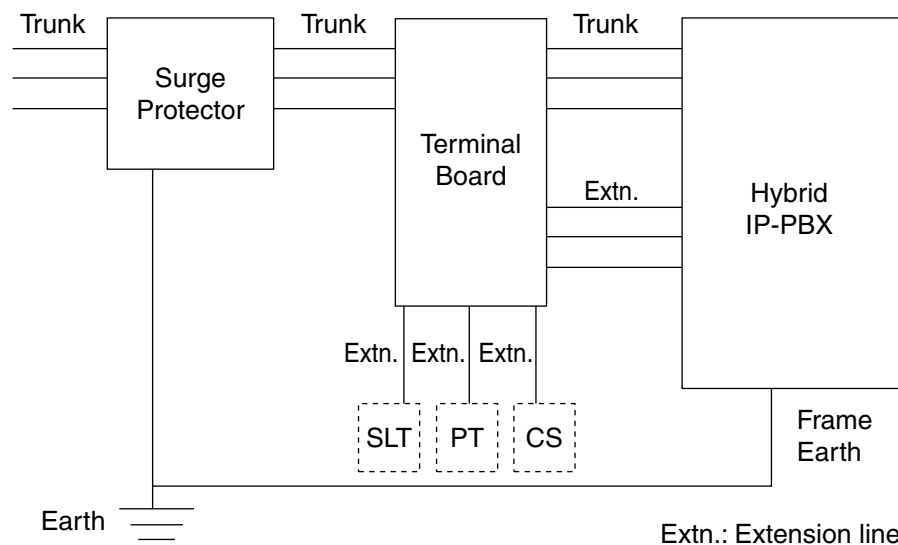 Trunk
Trunk
Trunk
Surge
Protector
Terminal
Board
Extn.
Hybrid
IP-PBX
Extn.
Extn.
Extn.
SLT
PT
CS
Frame
Earth
Earth
Extn.: Extension line